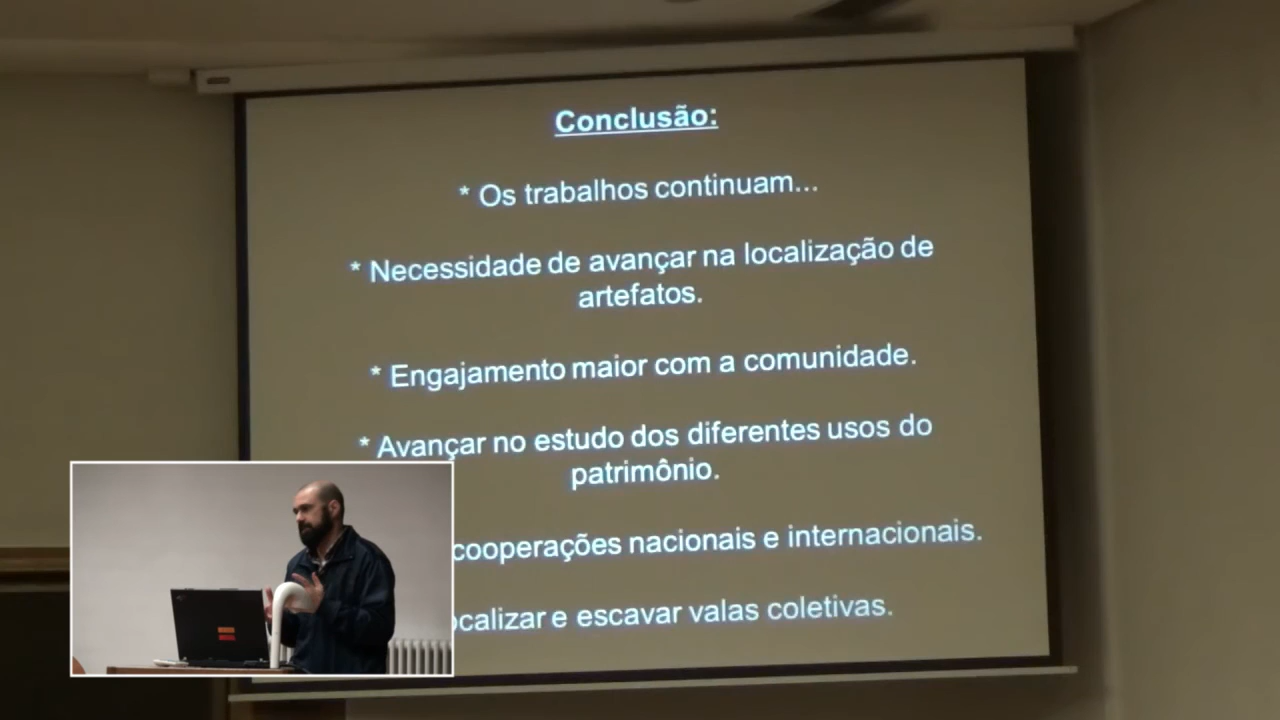 Conclusão:
* Os trabalhos continuam...
* Necessidade de avançar na localização de
artefatos.
* Engajamento maior com a comunidade.
* Avançar no estudo dos diferentes usos do
patrimônio.
cooperações nacionais e internacionais.
escavar valas coletivas.